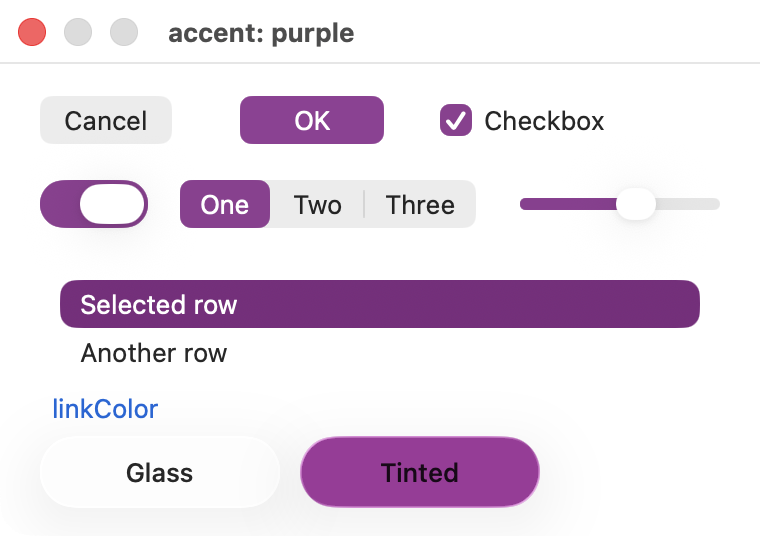 accent: purple
Cancel
OK
Checkbox
One
Two
Three
Selected row
Another row
linkColor
Glass
Tinted